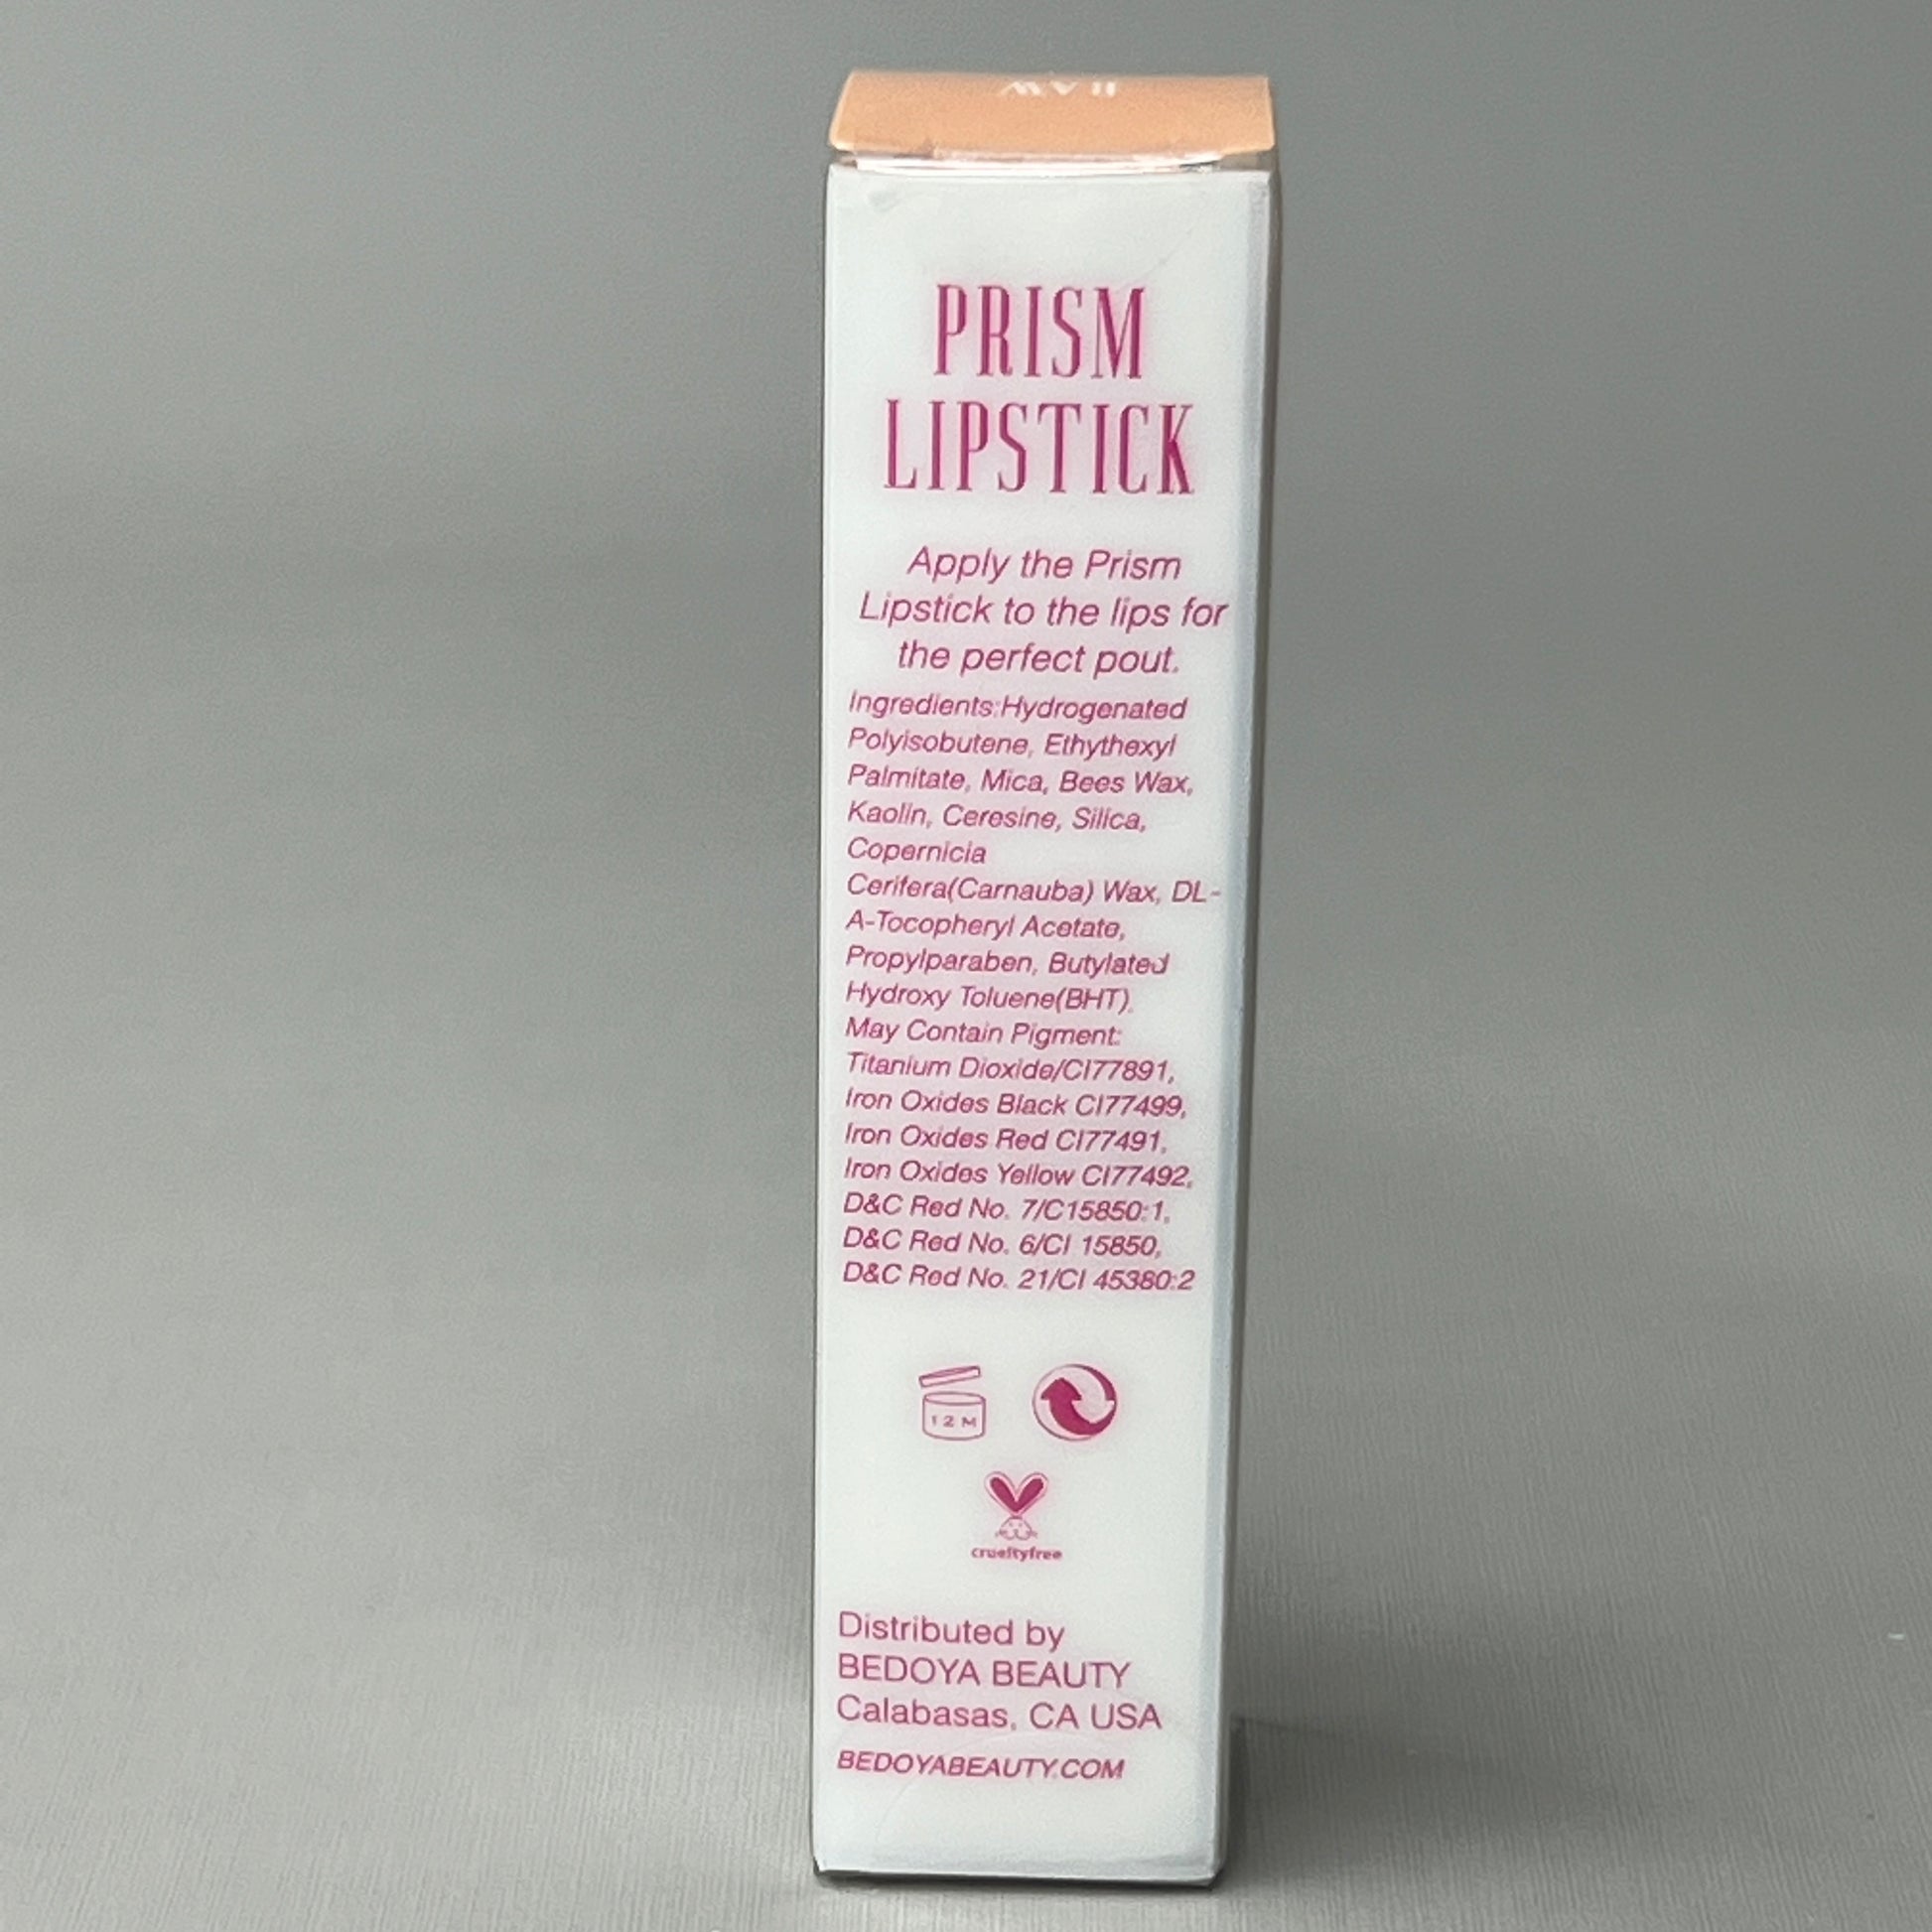 PRISM
LIPSTICK
Apply the Prism
Lipstick to the lips for
the perfect pout.
Ingredients:Hydrogenated
Polyisobutene, Ethythexyl
Palmitate, Mica, Bees Wax,
Kaolin, Ceresine, Silica,
Copernicia
Cerifera(Carnauba) Wax, DL-
A-Tocopheryl Acetate,
Propylparaben, Butylated
Hydroxy Toluene(BHT).
May Contain Pigment:
Titanium Dioxide/CI77891,
Iron Oxides Black CI77499,
Iron Oxides Red CI77491,
Iron Oxides Yellow CI77492,
D&C Red No. 7/C15850:1,
D&C Red No. 6/CI 15850,
D&C Red No. 21/CI 45380:2
12M
crueltyfree
Distributed by
BEDOYA BEAUTY
Calabasas, CA USA
BEDOYABEAUTY.COM